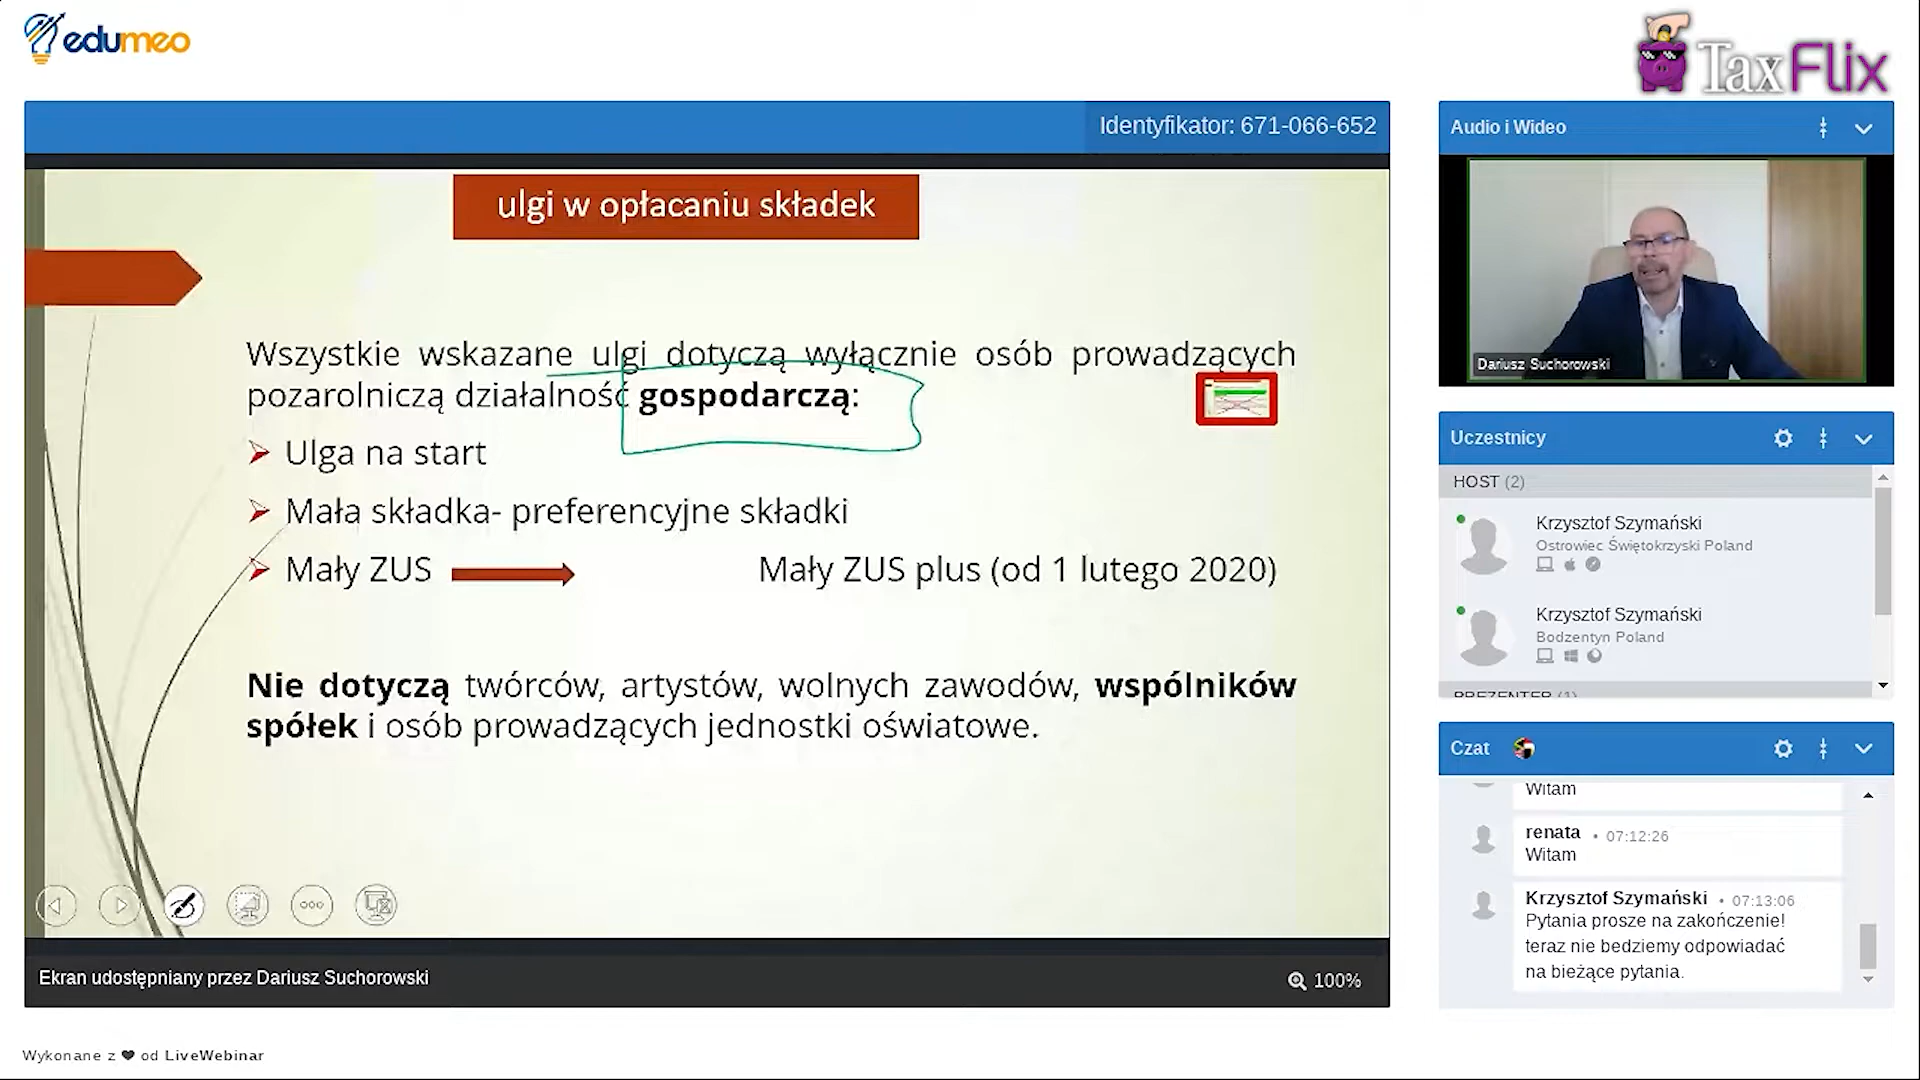 edumeo
TaxFlix
Identyfikator: 671-066-652
ulgi w opłacaniu składek
Wszystkie wskazane ulgi dotyczą wyłącznie osób prowadzących
pozarolniczą działalność gospodarczą:
Ulga na start
Mała składka- preferencyjne składki
Mały ZUS
Mały ZUS plus (od 1 lutego 2020)
Nie dotyczą twórców, artystów, wolnych zawodów, wspólników
spółek i osób prowadzących jednostki oświatowe.
Ekran udostępniany przez Dariusz Suchorowski
100%
Audio i Wideo
Dariusz Suchorowski
Uczestnicy
HOST (2)
Krzysztof Szymański
Ostrowiec Świętokrzyski Poland
Krzysztof Szymański
Bodzentyn Poland
PREZENTER (1)
Czat
Witam
renata • 07:12:26
Witam
Krzysztof Szymański • 07:13:06
Pytania prosze na zakończenie!
teraz nie bedziemy odpowiadać
na bieżące pytania.
Wykonane z ❤ od LiveWebinar